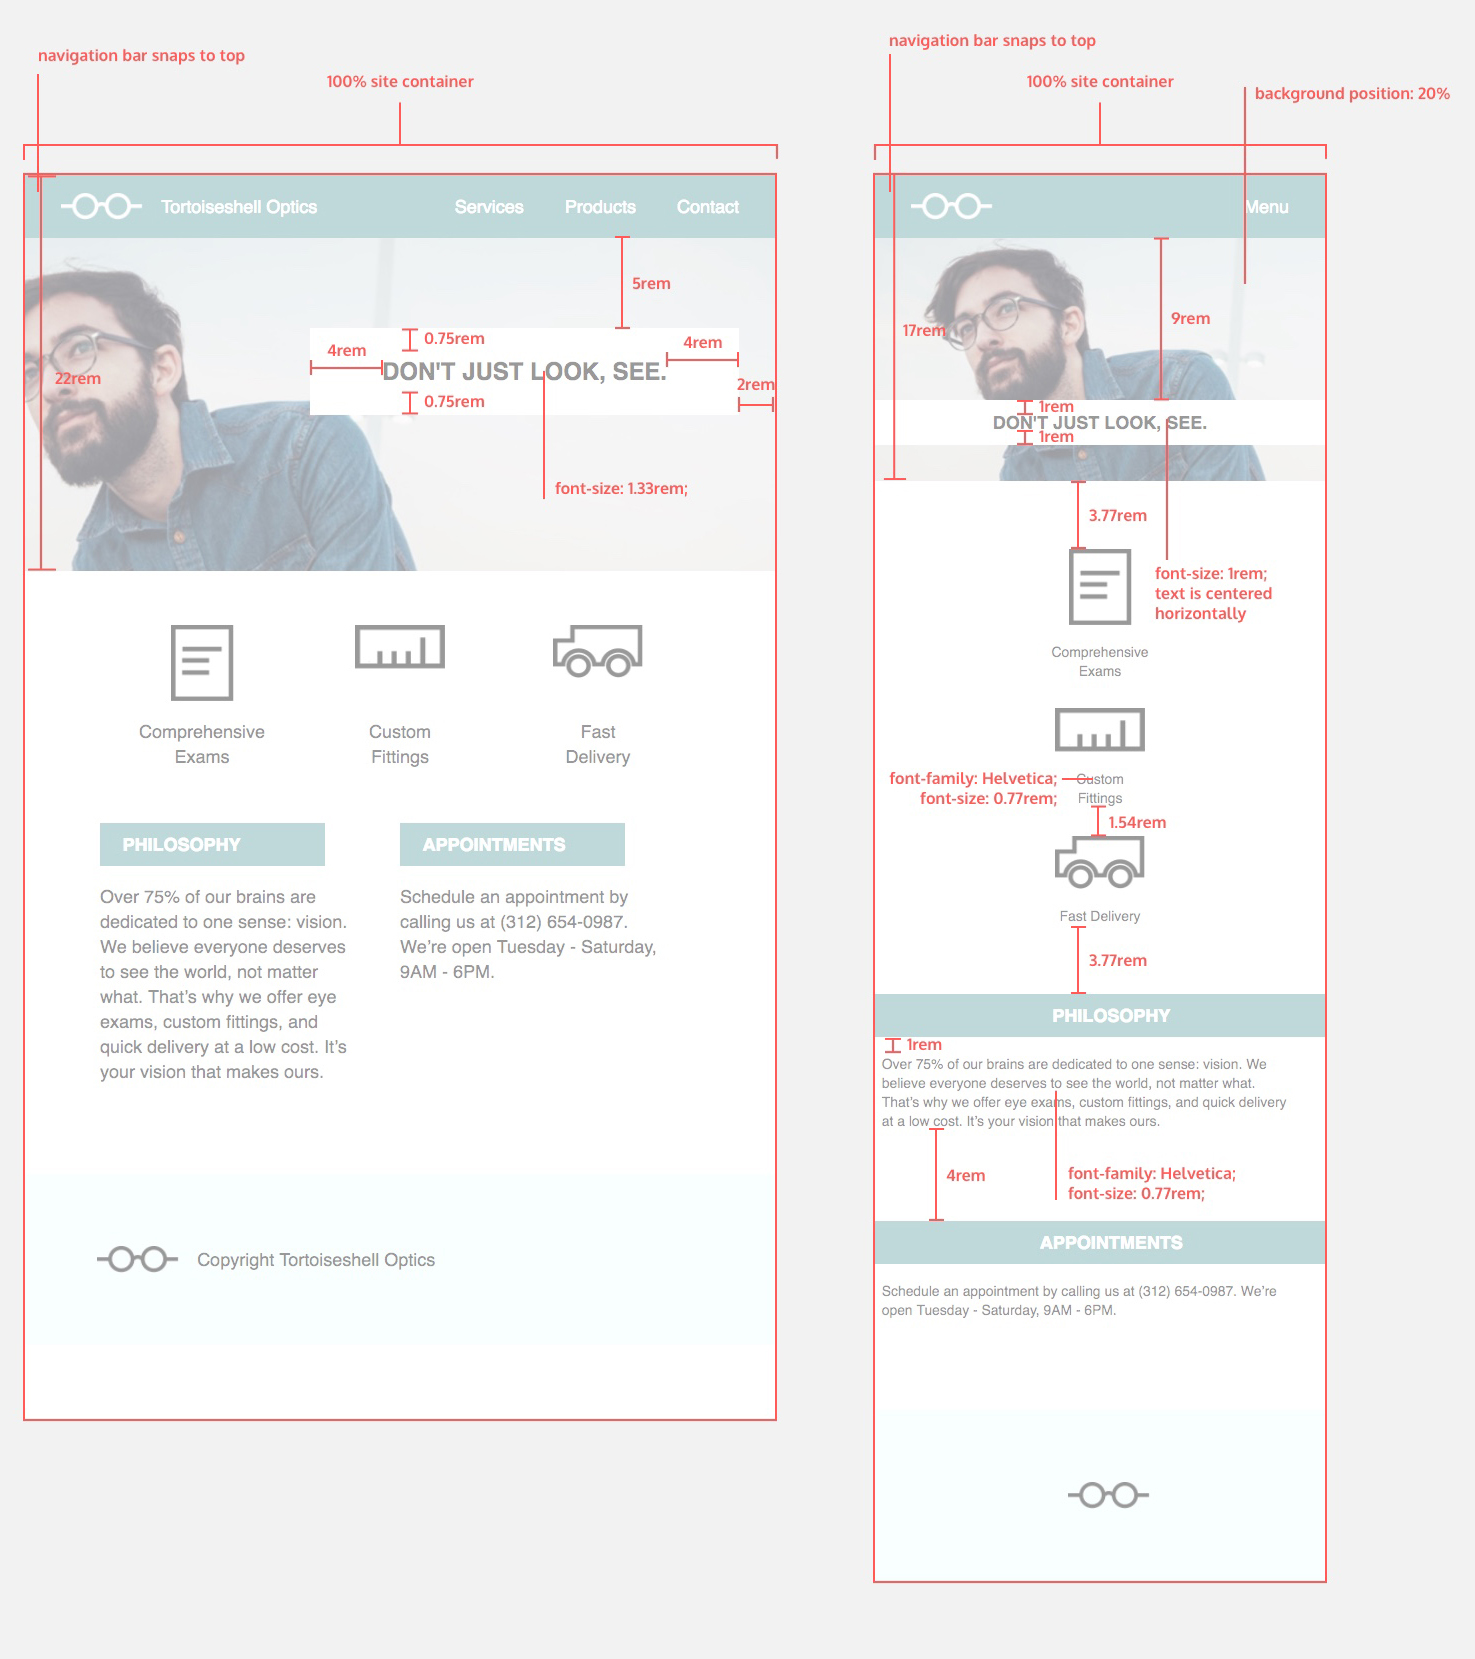 navigation bar snaps to top
100% site container
Tortoiseshell Optics
Services
Products
Contact
5rem
0.75rem
4rem
4rem
DON'T JUST LOOK, SEE.
22rem
2rem
0.75rem
font-size: 1.33rem;
Comprehensive
Exams
Custom
Fittings
Fast
Delivery
PHILOSOPHY
Over 75% of our brains are
dedicated to one sense: vision.
We believe everyone deserves
to see the world, not matter
what. That’s why we offer eye
exams, custom fittings, and
quick delivery at a low cost. It’s
your vision that makes ours.
APPOINTMENTS
Schedule an appointment by
calling us at (312) 654-0987.
We’re open Tuesday - Saturday,
9AM - 6PM.
Copyright Tortoiseshell Optics
navigation bar snaps to top
100% site container
background position: 20%
Menu
9rem
17rem
1rem
DON'T JUST LOOK, SEE.
1rem
3.77rem
font-size: 1rem;
text is centered
horizontally
Comprehensive
Exams
font-family: Helvetica;
font-size: 0.77rem;
Custom
Fittings
1.54rem
Fast Delivery
3.77rem
PHILOSOPHY
1rem
Over 75% of our brains are dedicated to one sense: vision. We
believe everyone deserves to see the world, not matter what.
That’s why we offer eye exams, custom fittings, and quick delivery
at a low cost. It’s your vision that makes ours.
4rem
font-family: Helvetica;
font-size: 0.77rem;
APPOINTMENTS
Schedule an appointment by calling us at (312) 654-0987. We’re
open Tuesday - Saturday, 9AM - 6PM.